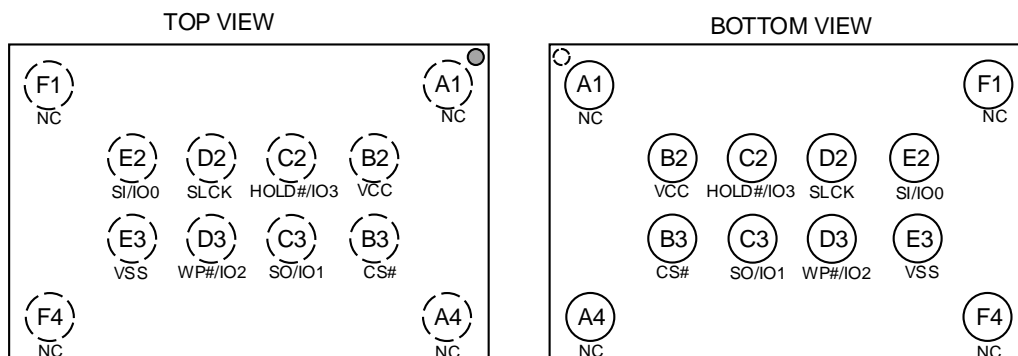 TOP VIEW
F1
NC
A1
NC
E2
SI/IO0
D2
SLCK
C2
HOLD#/IO3
B2
VCC
E3
VSS
D3
WP#/IO2
C3
SO/IO1
B3
CS#
F4
NC
A4
NC
BOTTOM VIEW
A1
NC
F1
NC
B2
VCC
C2
HOLD#/IO3
D2
SLCK
E2
SI/IO0
B3
CS#
C3
SO/IO1
D3
WP#/IO2
E3
VSS
A4
NC
F4
NC